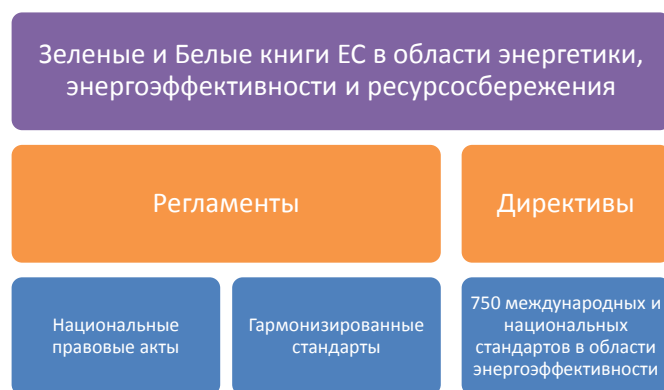 Зеленые и Белые книги ЕС в области энергетики,
энергоэффективности и ресурсосбережения
Регламенты
Директивы
Национальные
правовые акты
Гармонизированные
стандарты
750 международных и
национальных
стандартов в области
энергоэффективности